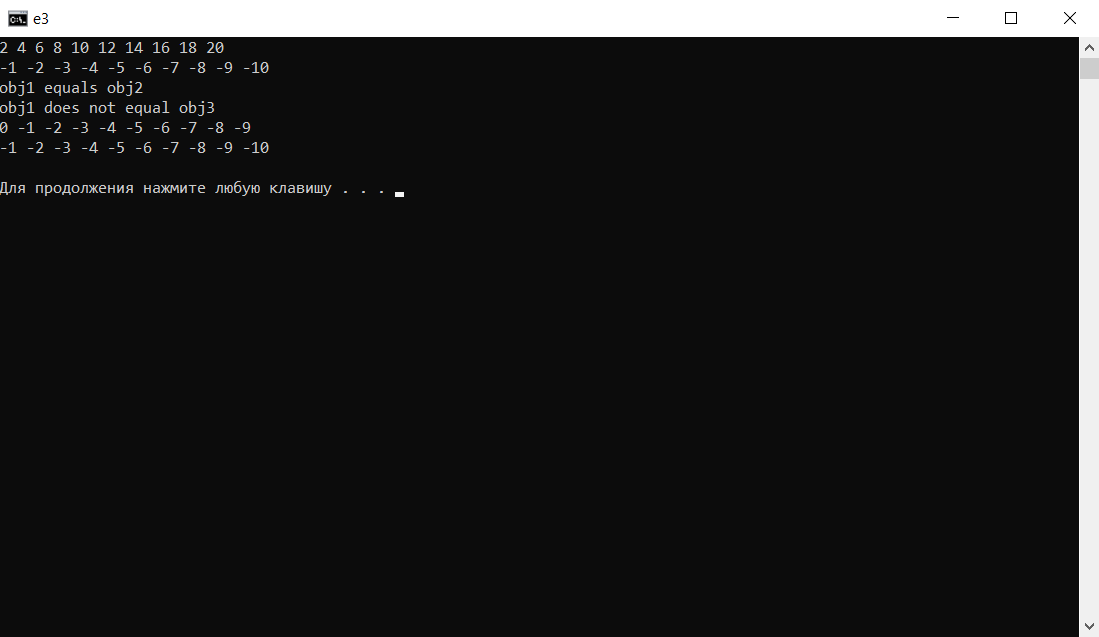 e3
2 4 6 8 10 12 14 16 18 20
-1 -2 -3 -4 -5 -6 -7 -8 -9 -10
obj1 equals obj2
obj1 does not equal obj3
0 -1 -2 -3 -4 -5 -6 -7 -8 -9
-1 -2 -3 -4 -5 -6 -7 -8 -9 -10
Для продолжения нажмите любую клавишу . . .